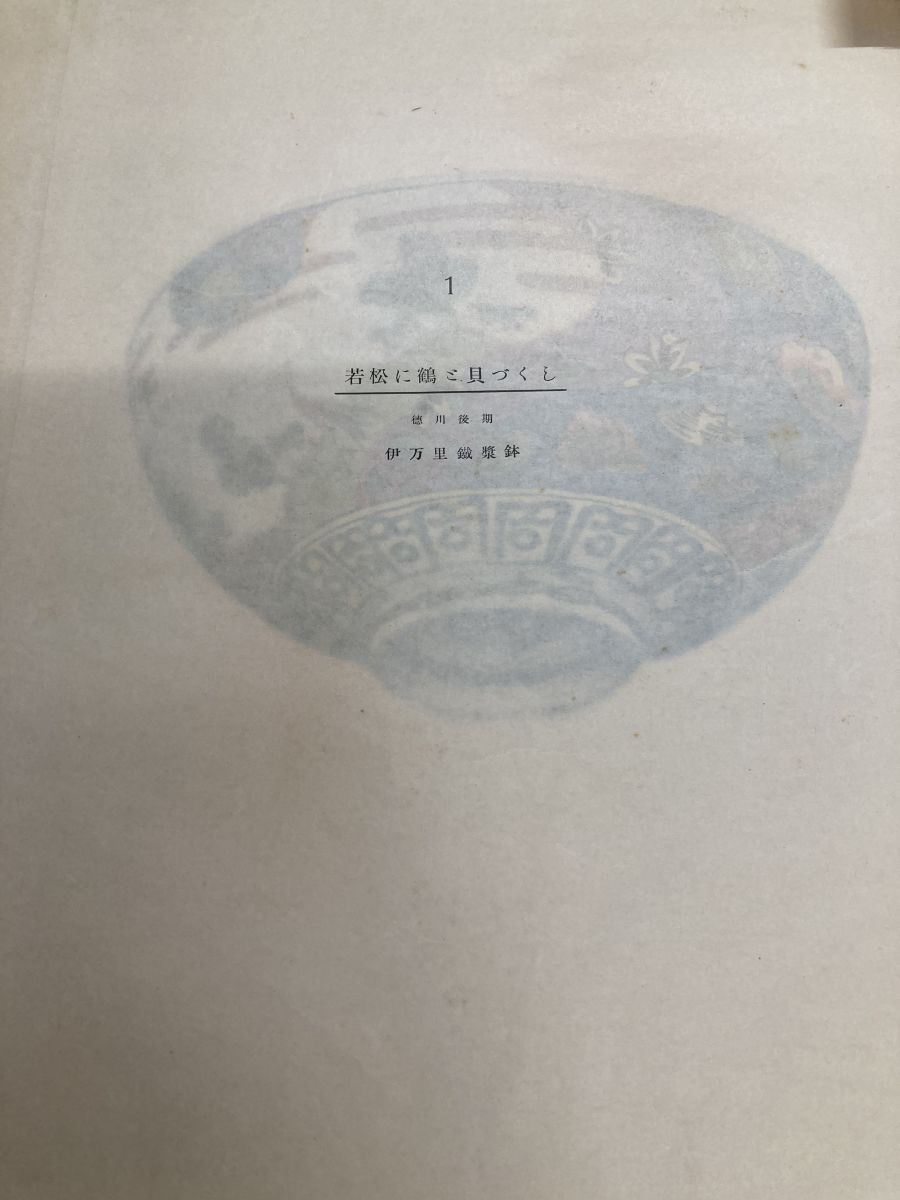 1
若松に鶴と貝づくし
徳川後期
伊万里鐵漿鉢